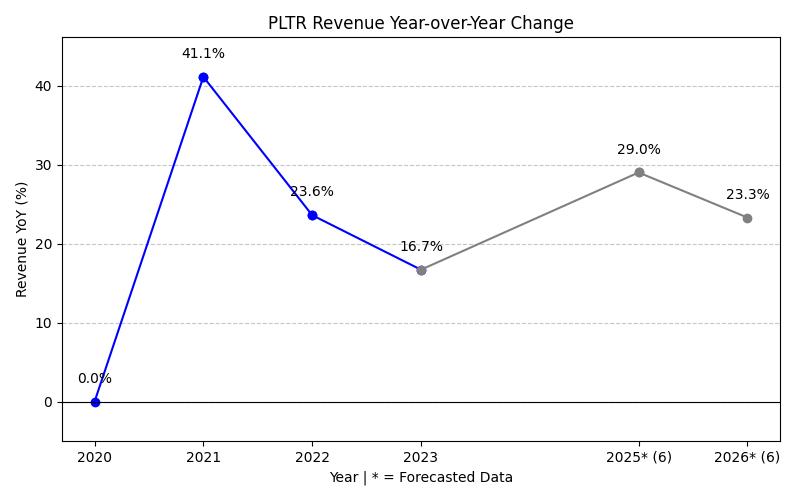 PLTR Revenue Year-over-Year Change
41.1%
40
30
29.0%
23.6%
23.3%
20
16.7%
10
0.0%
0
Revenue YoY (%)
2020 2021 2022 2023 2025* (6) 2026* (6)
Year | * = Forecasted Data